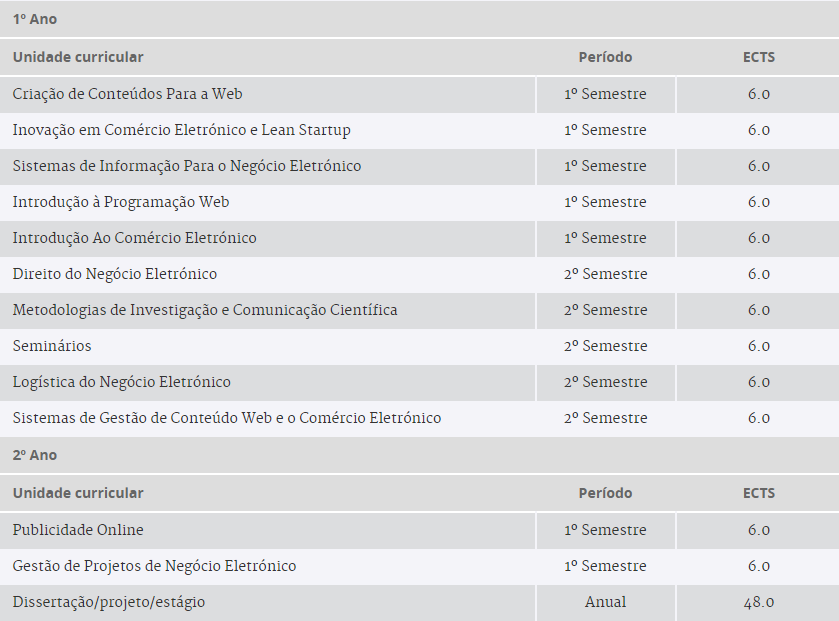 1º Ano
Unidade curricular Período ECTS
Criação de Conteúdos Para a Web 1º Semestre 6.0
Inovação em Comércio Eletrónico e Lean Startup 1º Semestre 6.0
Sistemas de Informação Para o Negócio Eletrónico 1º Semestre 6.0
Introdução à Programação Web 1º Semestre 6.0
Introdução Ao Comércio Eletrónico 1º Semestre 6.0
Direito do Negócio Eletrónico 2º Semestre 6.0
Metodologias de Investigação e Comunicação Científica 2º Semestre 6.0
Seminários 2º Semestre 6.0
Logística do Negócio Eletrónico 2º Semestre 6.0
Sistemas de Gestão de Conteúdo Web e o Comércio Eletrónico 2º Semestre 6.0
2º Ano
Unidade curricular Período ECTS
Publicidade Online 1º Semestre 6.0
Gestão de Projetos de Negócio Eletrónico 1º Semestre 6.0
Dissertação/projeto/estágio Anual 48.0